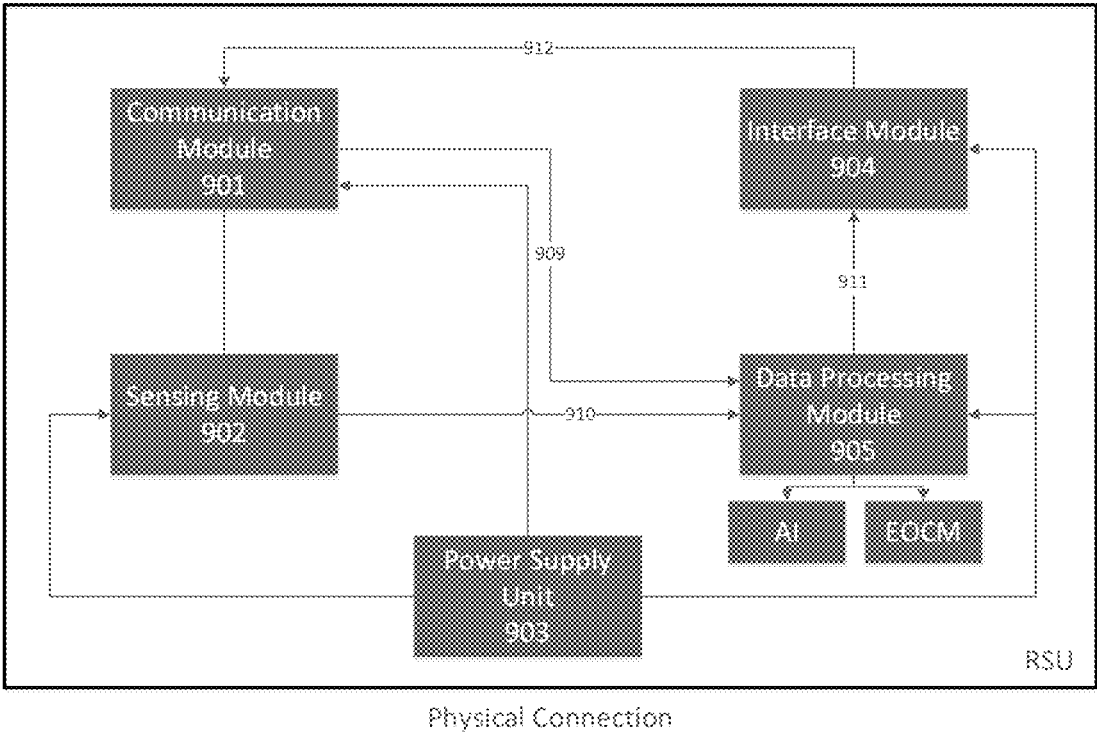 912
Communication
Module
901
Interface Module
904
909
911
Sensing Module
902
910
Data Processing
Module
905
AI
EOCM
Power Supply
Unit
903
RSU
Physical Connection